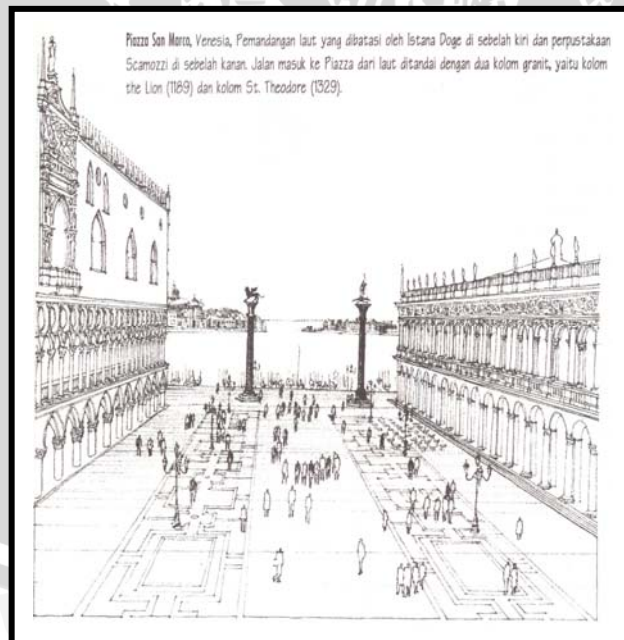 Piazza San Marco, Venesia, Pemandangan laut yang dibatasi oleh Istana Doge di sebelah kiri dan perpustakaan
Scamozzi di sebelah kanan. Jalan masuk ke Piazza dari laut ditandai dengan dua kolom granit, yaitu kolom
the Lion (1189) dan kolom St. Theodore (1329).